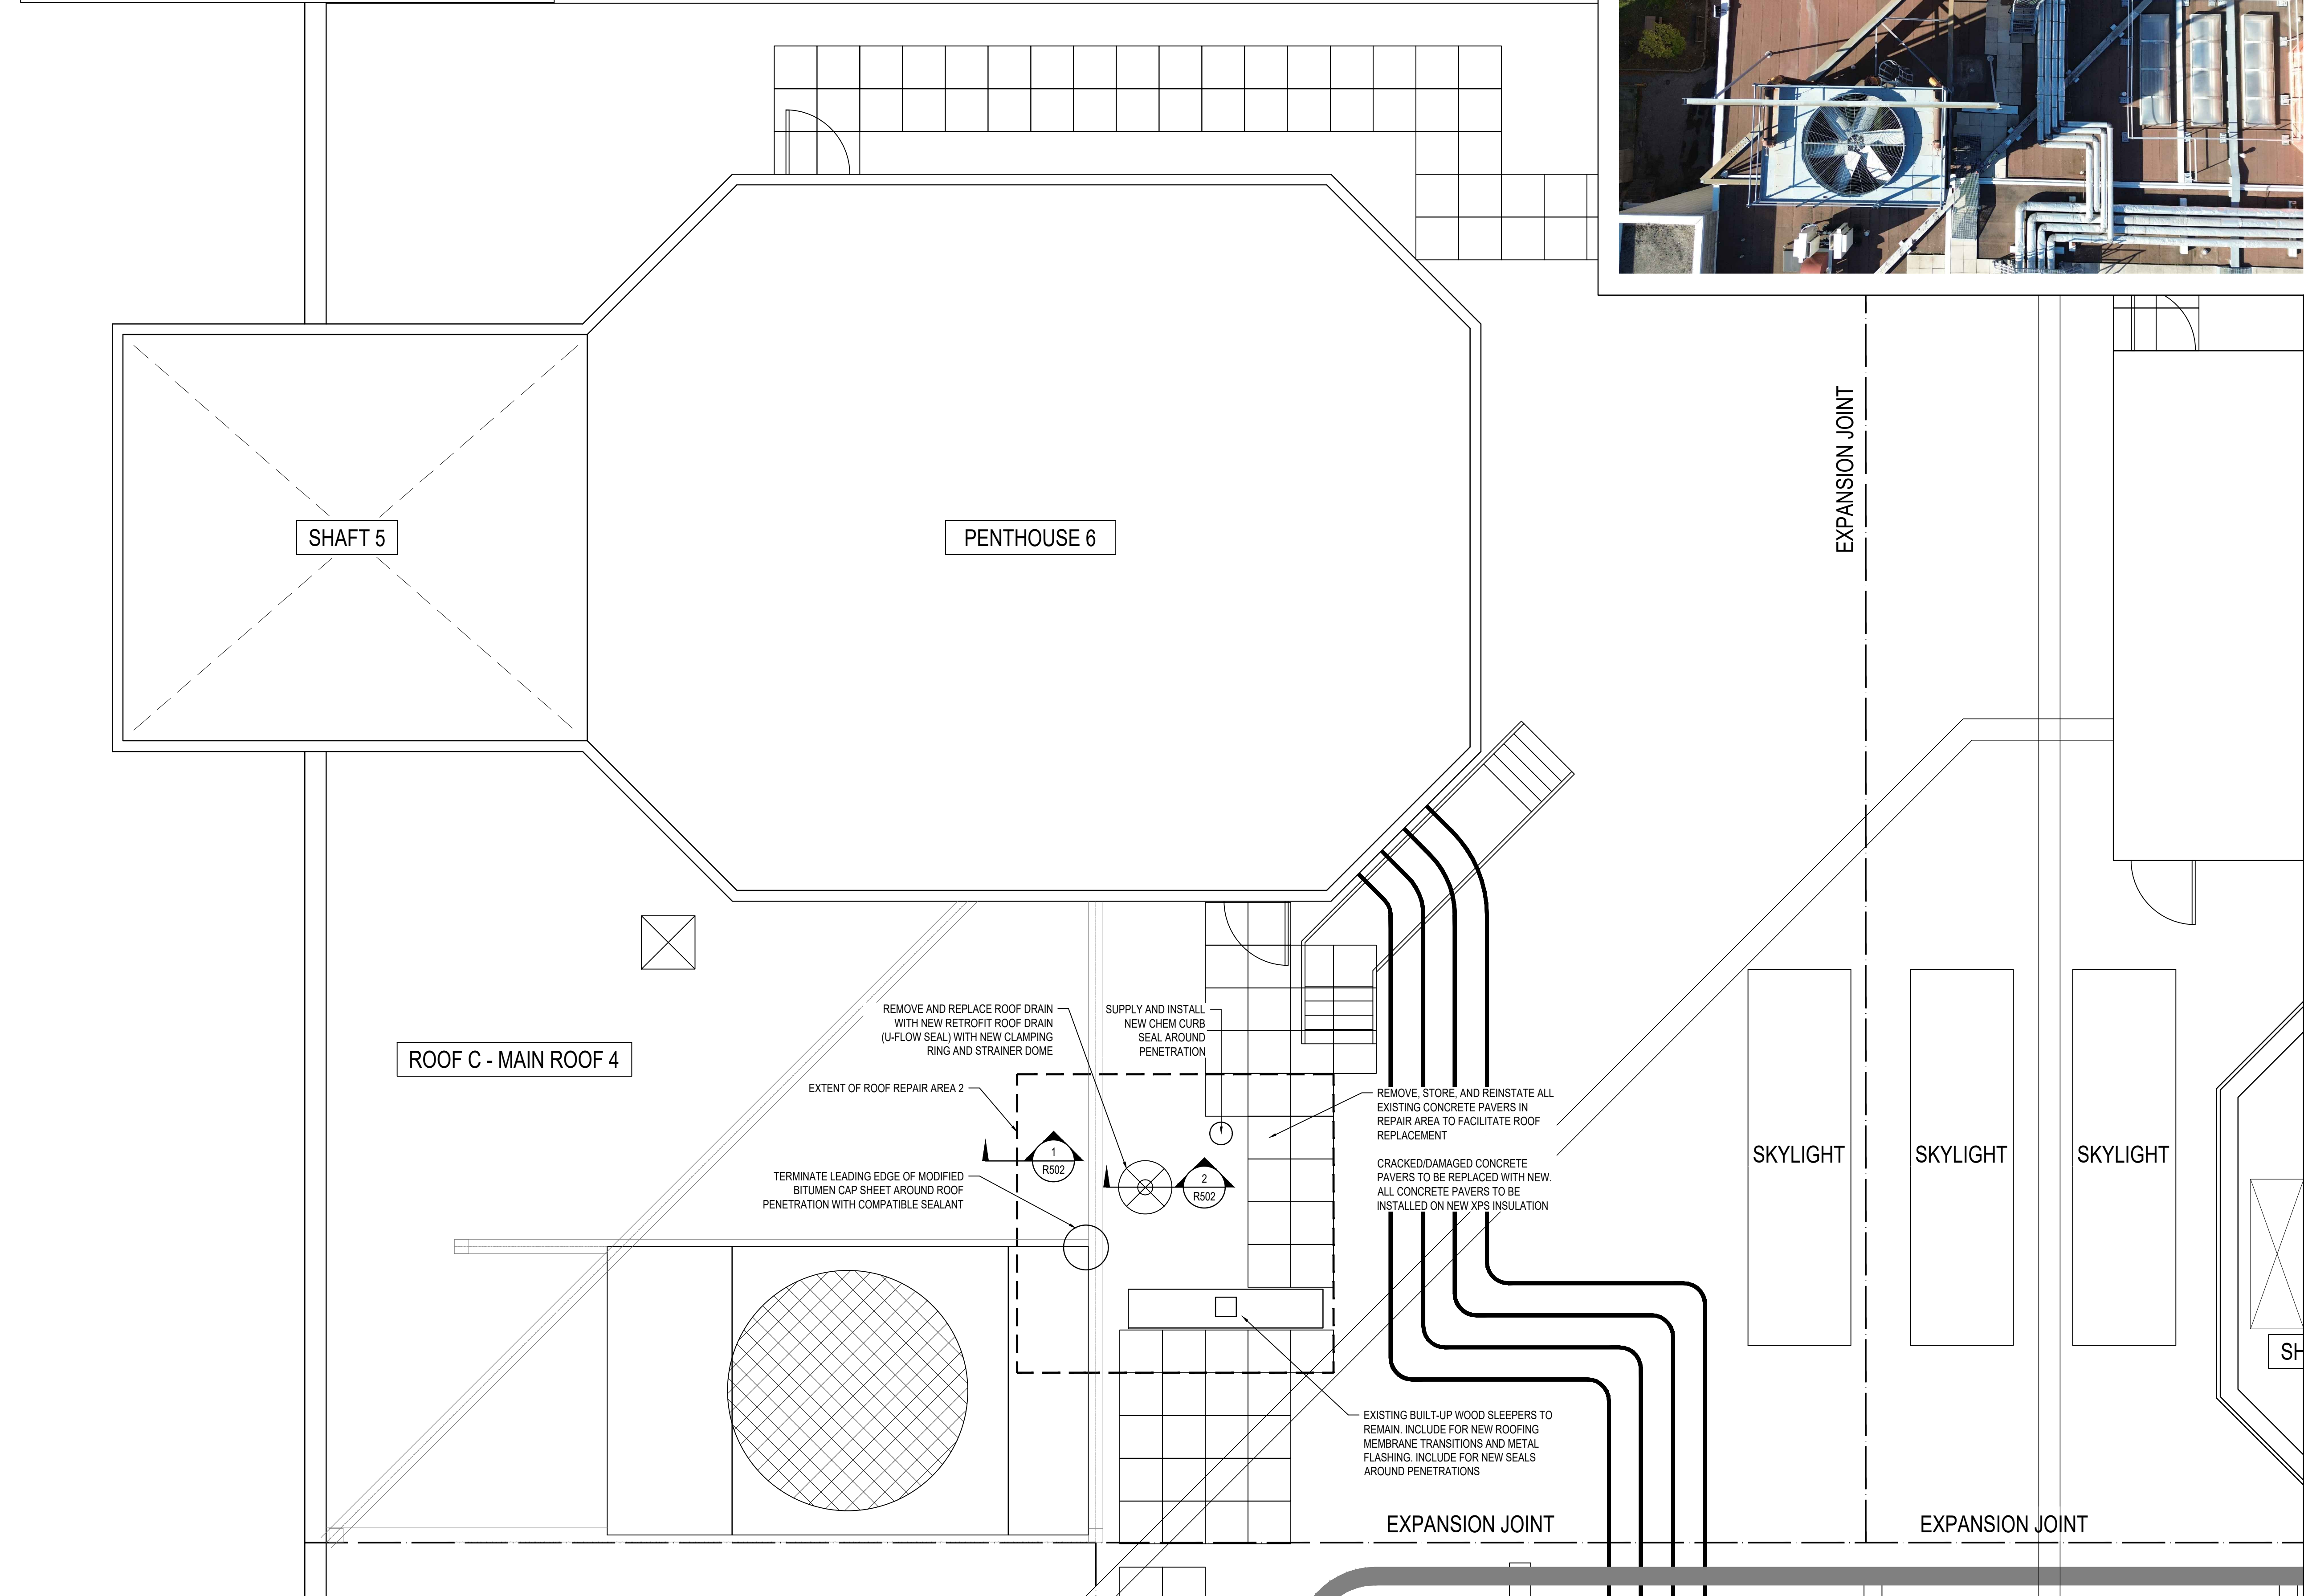 EXPANSION JOINT
SHAFT 5
PENTHOUSE 6
REMOVE AND REPLACE ROOF DRAIN
WITH NEW RETROFIT ROOF DRAIN
(U-FLOW SEAL) WITH NEW CLAMPING
RING AND STRAINER DOME
SUPPLY AND INSTALL
NEW CHEM CURB
SEAL AROUND
PENETRATION
ROOF C - MAIN ROOF 4
EXTENT OF ROOF REPAIR AREA 2
REMOVE, STORE, AND REINSTATE ALL
EXISTING CONCRETE PAVERS IN
REPAIR AREA TO FACILITATE ROOF
REPLACEMENT
CRACKED/DAMAGED CONCRETE
PAVERS TO BE REPLACED WITH NEW.
ALL CONCRETE PAVERS TO BE
INSTALLED ON NEW XPS INSULATION
1
R502
2
R502
TERMINATE LEADING EDGE OF MODIFIED
BITUMEN CAP SHEET AROUND ROOF
PENETRATION WITH COMPATIBLE SEALANT
SKYLIGHT
SKYLIGHT
SKYLIGHT
SH
EXISTING BUILT-UP WOOD SLEEPERS TO
REMAIN. INCLUDE FOR NEW ROOFING
MEMBRANE TRANSITIONS AND METAL
FLASHING. INCLUDE FOR NEW SEALS
AROUND PENETRATIONS
EXPANSION JOINT
EXPANSION JOINT